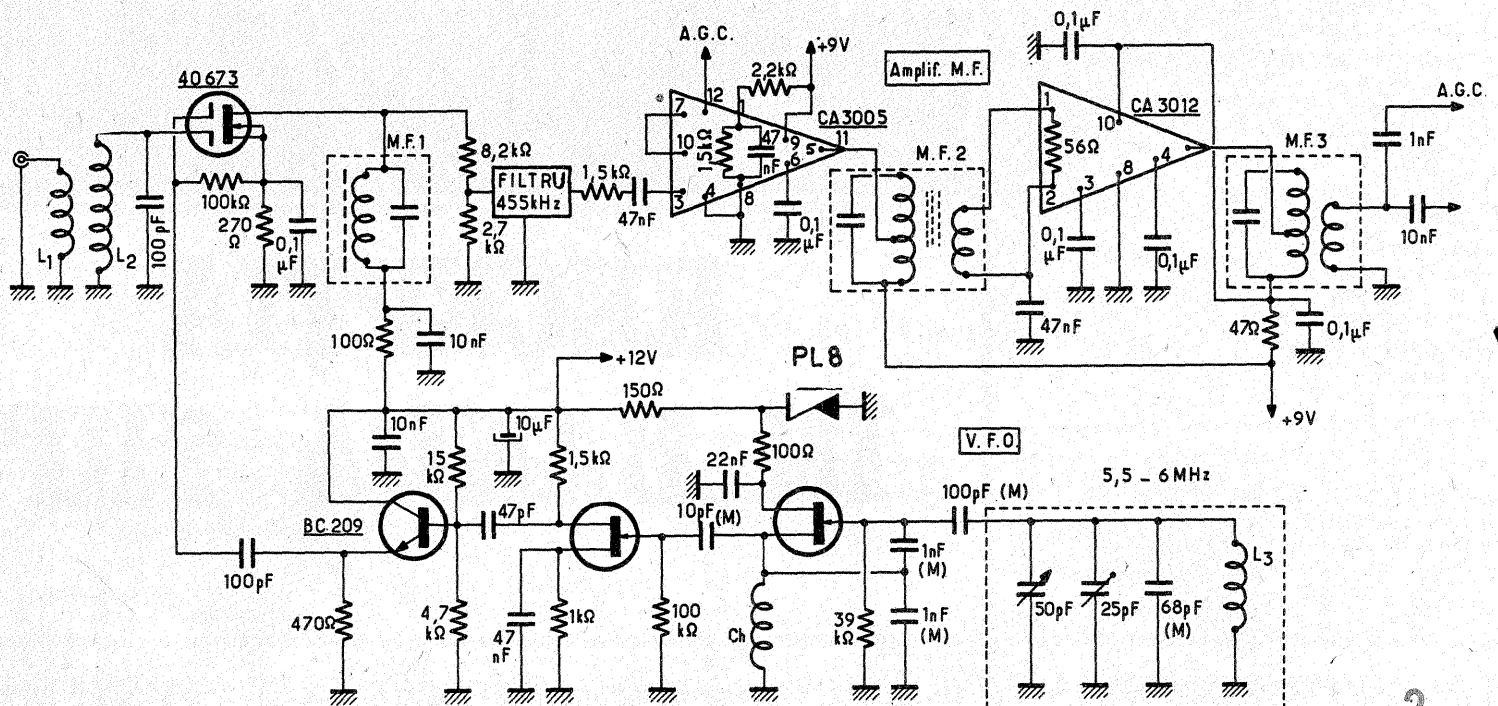 40673
L1
L2
100pF
100kΩ
270
Ω
0,1
µF
M.F.1
8,2kΩ
2,7
kΩ
FILTRU
455kHz
1,5kΩ
47nF
100Ω
10nF
A.G.C.
+9V
2,2kΩ
Amplif. M.F.
7
12
1
10
15kΩ
47
nF
9
5
11
6
3
4
8
CA3005
0,1
µF
M.F.2
0,1µF
1
56Ω
2
10
CA3012
3
8
4
0,1
µF
0,1µF
47nF
M.F.3
A.G.C.
1nF
10nF
47Ω
0,1µF
+9V
+12V
PL8
150Ω
10nF
15
kΩ
10µF
1,5kΩ
100Ω
22nF
V.F.O.
5,5 - 6MHz
BC.209
47pF
10pF
(M)
100pF (M)
100pF
470Ω
4,7
kΩ
47
nF
1kΩ
100
kΩ
Ch
39
kΩ
1nF
(M)
1nF
(M)
50pF
25pF
68pF
(M)
L3